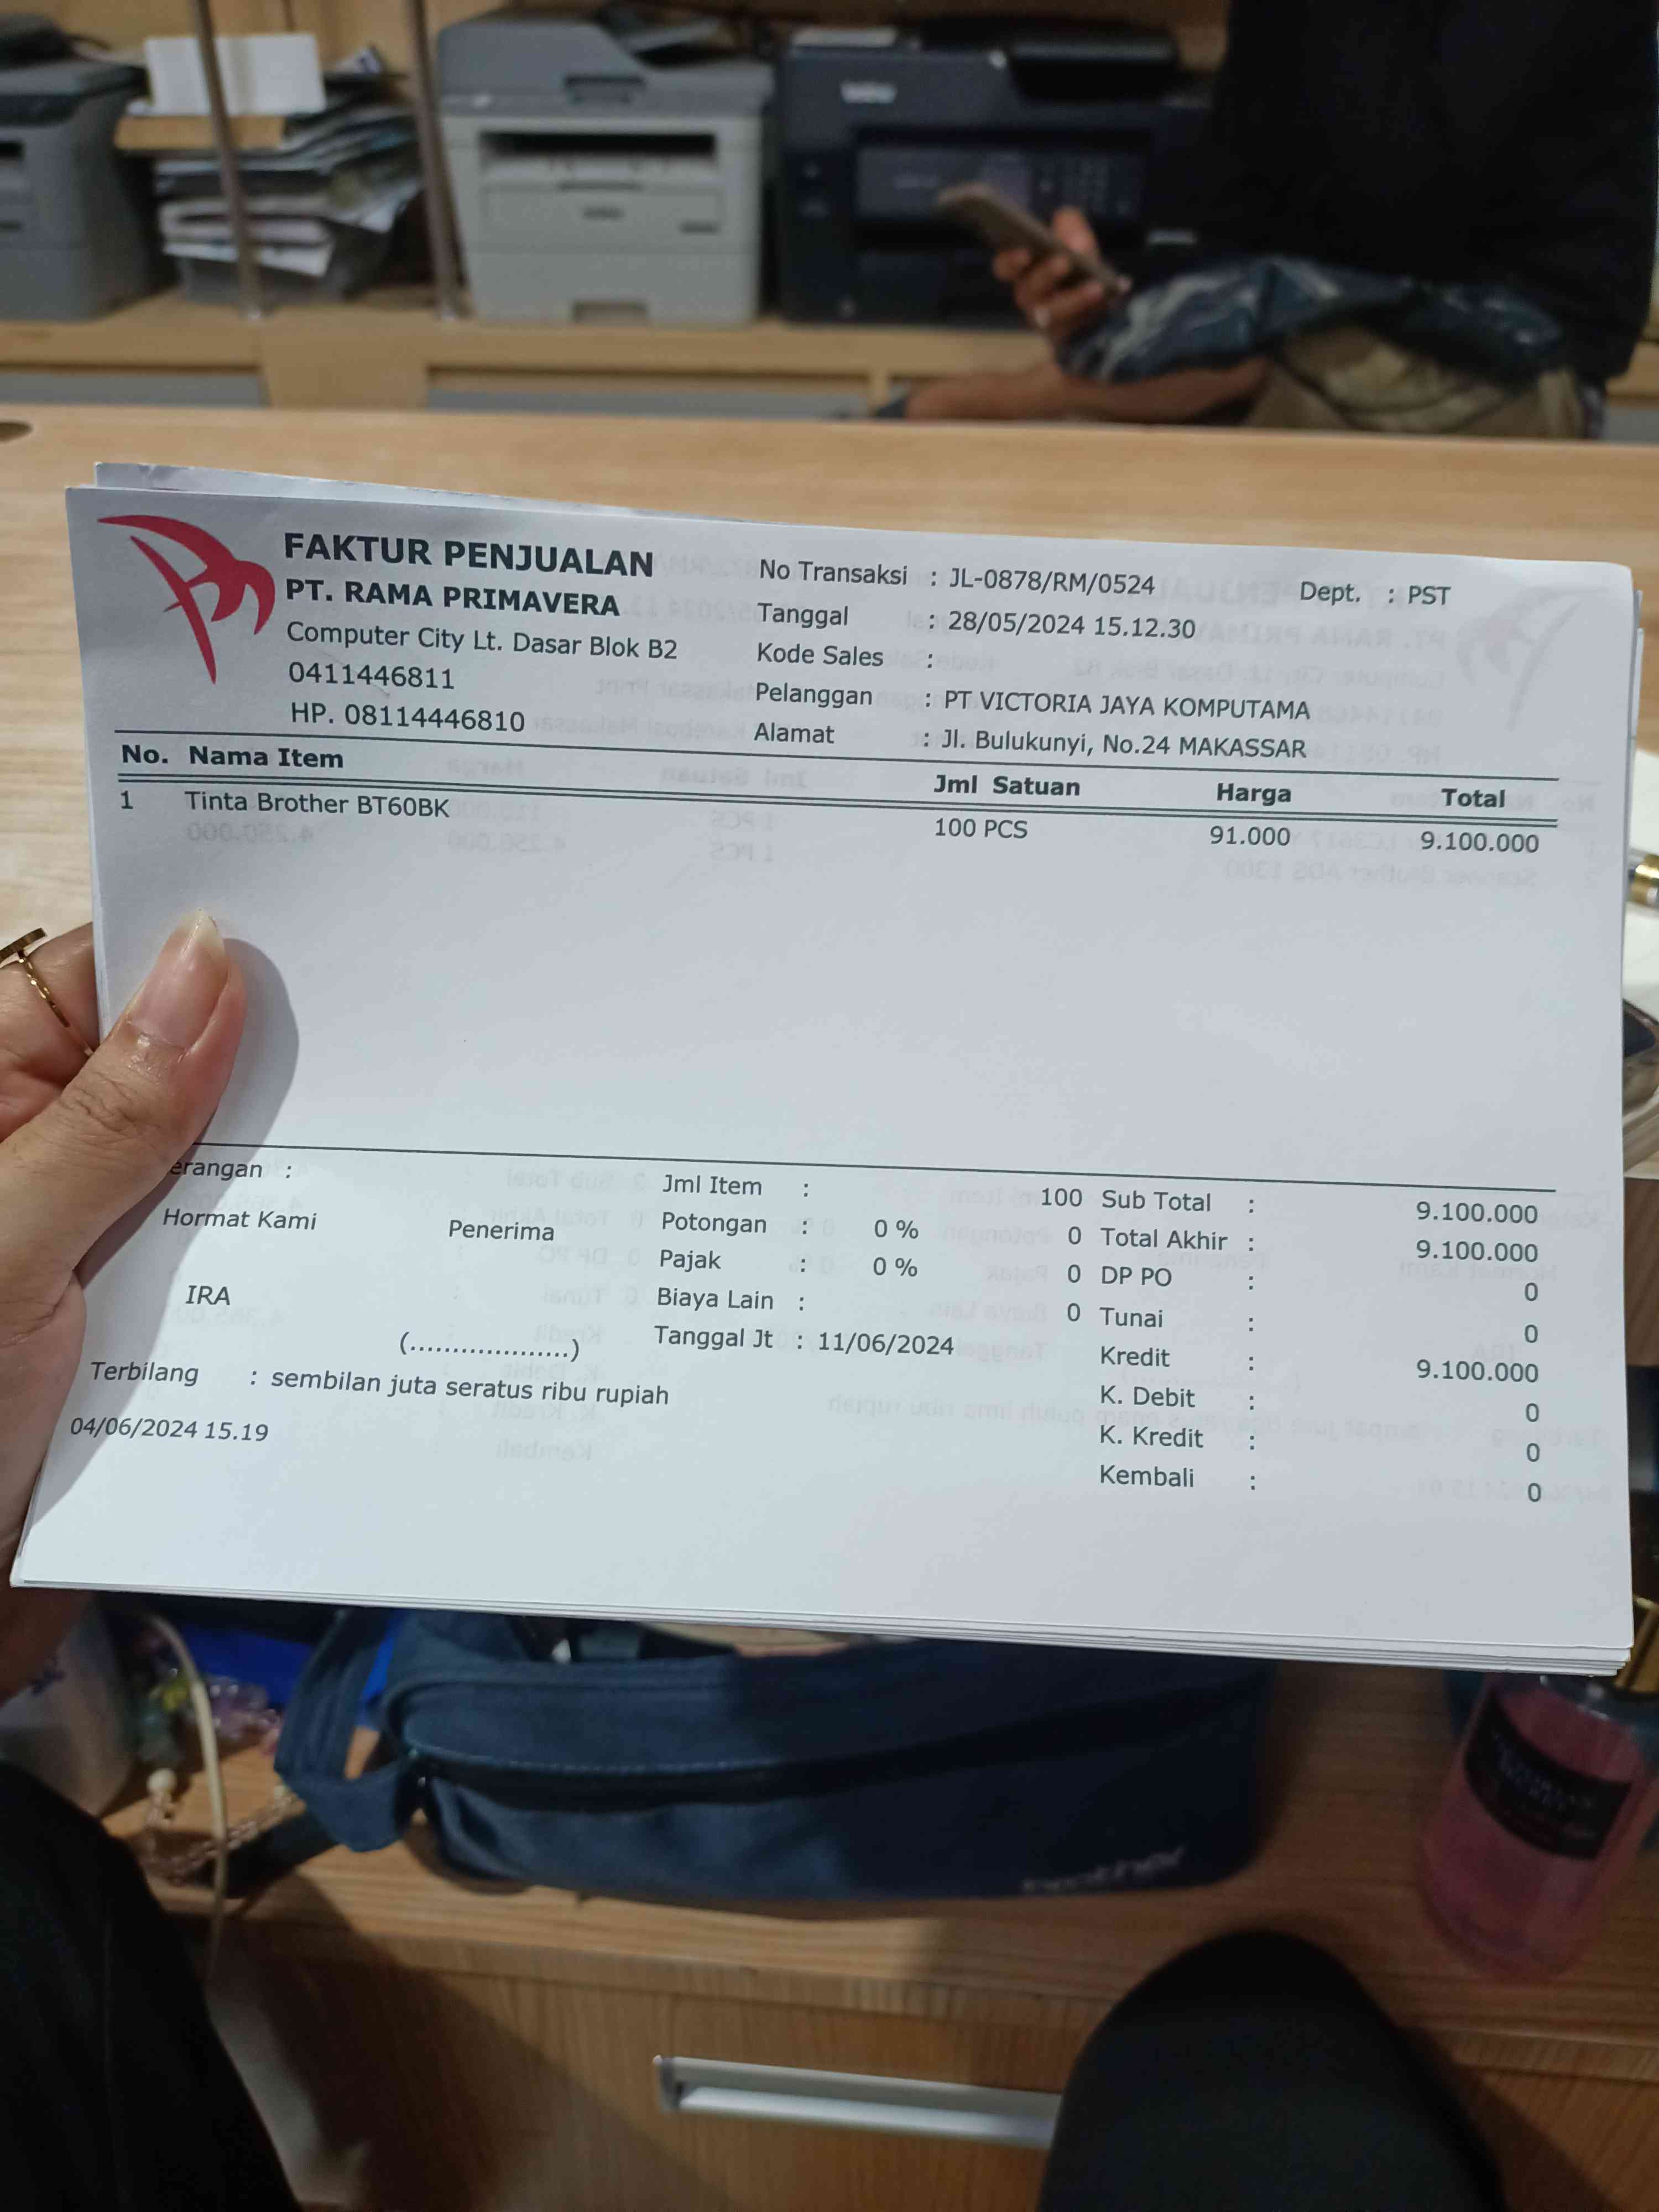 FAKTUR PENJUALAN
PT. RAMA PRIMAVERA
Computer City Lt. Dasar Blok B2
0411446811
HP. 08114446810
No Transaksi : JL-0878/RM/0524
Dept. : PST
Tanggal : 28/05/2024 15.12.30
Kode Sales :
Pelanggan : PT VICTORIA JAYA KOMPUTAMA
Alamat : Jl. Bulukunyi, No.24 MAKASSAR
No. Nama Item Jml Satuan Harga Total
1 Tinta Brother BT60BK 100 PCS 91.000 9.100.000
erangan :
Hormat Kami
Penerima
IRA
(...................)
Jml Item : 100
Potongan : 0 % 0
Pajak : 0 % 0
Biaya Lain : 0
Tanggal Jt : 11/06/2024
Sub Total : 9.100.000
Total Akhir : 9.100.000
DP PO : 0
Tunai : 0
Kredit : 9.100.000
K. Debit : 0
K. Kredit : 0
Kembali : 0
Terbilang : sembilan juta seratus ribu rupiah
04/06/2024 15.19
brother